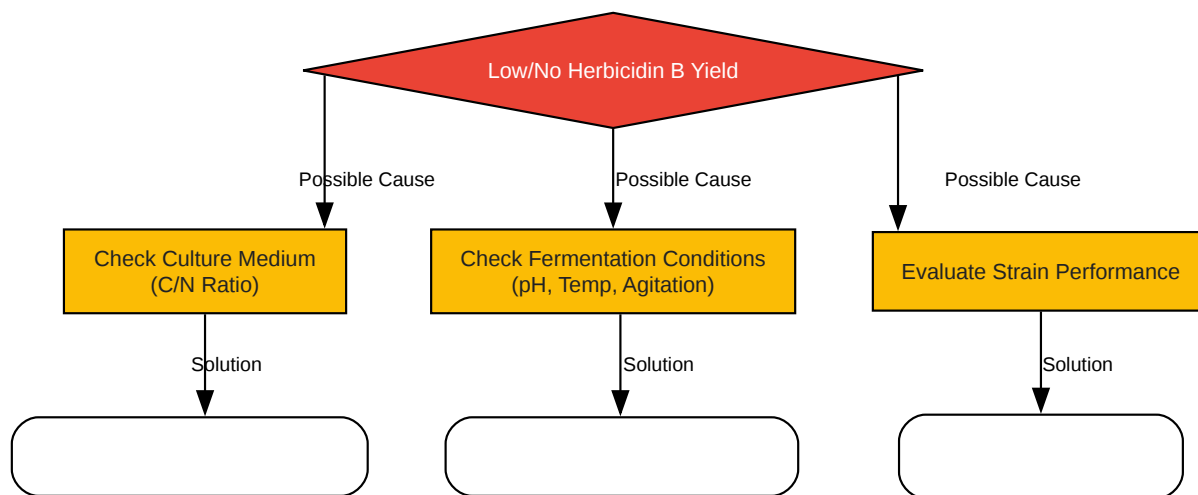 Low/No Herbicidin B Yield
Possible Cause
Possible Cause
Possible Cause
Check Culture Medium
(C/N Ratio)
Check Fermentation Conditions
(pH, Temp, Agitation)
Evaluate Strain Performance
Solution
Solution
Solution